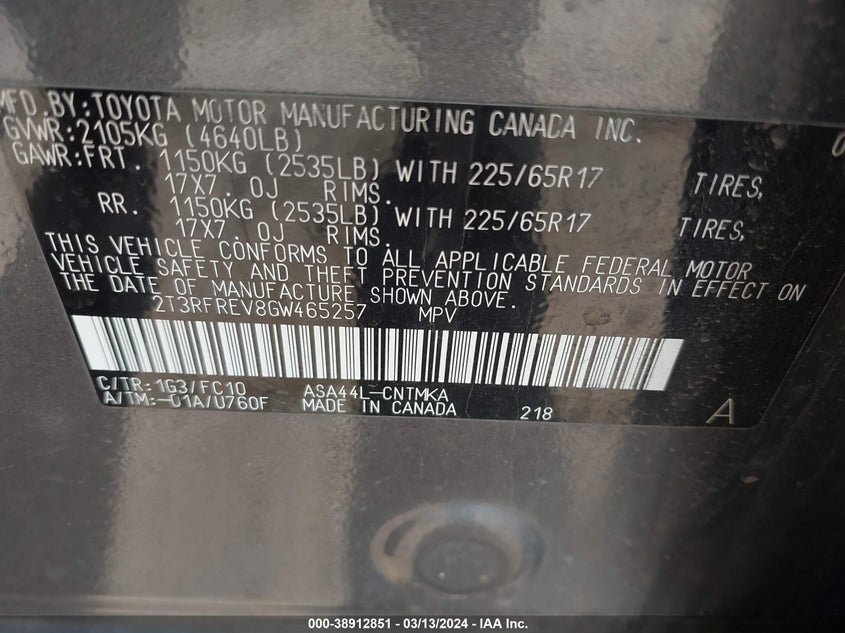 MFD. BY: TOYOTA MOTOR MANUFACTURING CANADA INC.
GVWR: 2105KG (4640LB)
GAWR: FRT. 1150KG (2535LB) WITH 225/65R17 TIRES,
17X7.0J RIMS.
RR. 1150KG (2535LB) WITH 225/65R17 TIRES,
17X7 0J RIMS.
THIS VEHICLE CONFORMS TO ALL APPLICABLE FEDERAL MOTOR
VEHICLE SAFETY AND THEFT PREVENTION STANDARDS IN EFFECT ON
THE DATE OF MANUFACTURE SHOWN ABOVE.
2T3RFREV8GW465257 MPV
C/TR: 1G3/FC10 ASA44L-CNTMKA
A/TM: -01A/U760F MADE IN CANADA 218 A
000-38912851 - 03/13/2024 - IAA Inc.